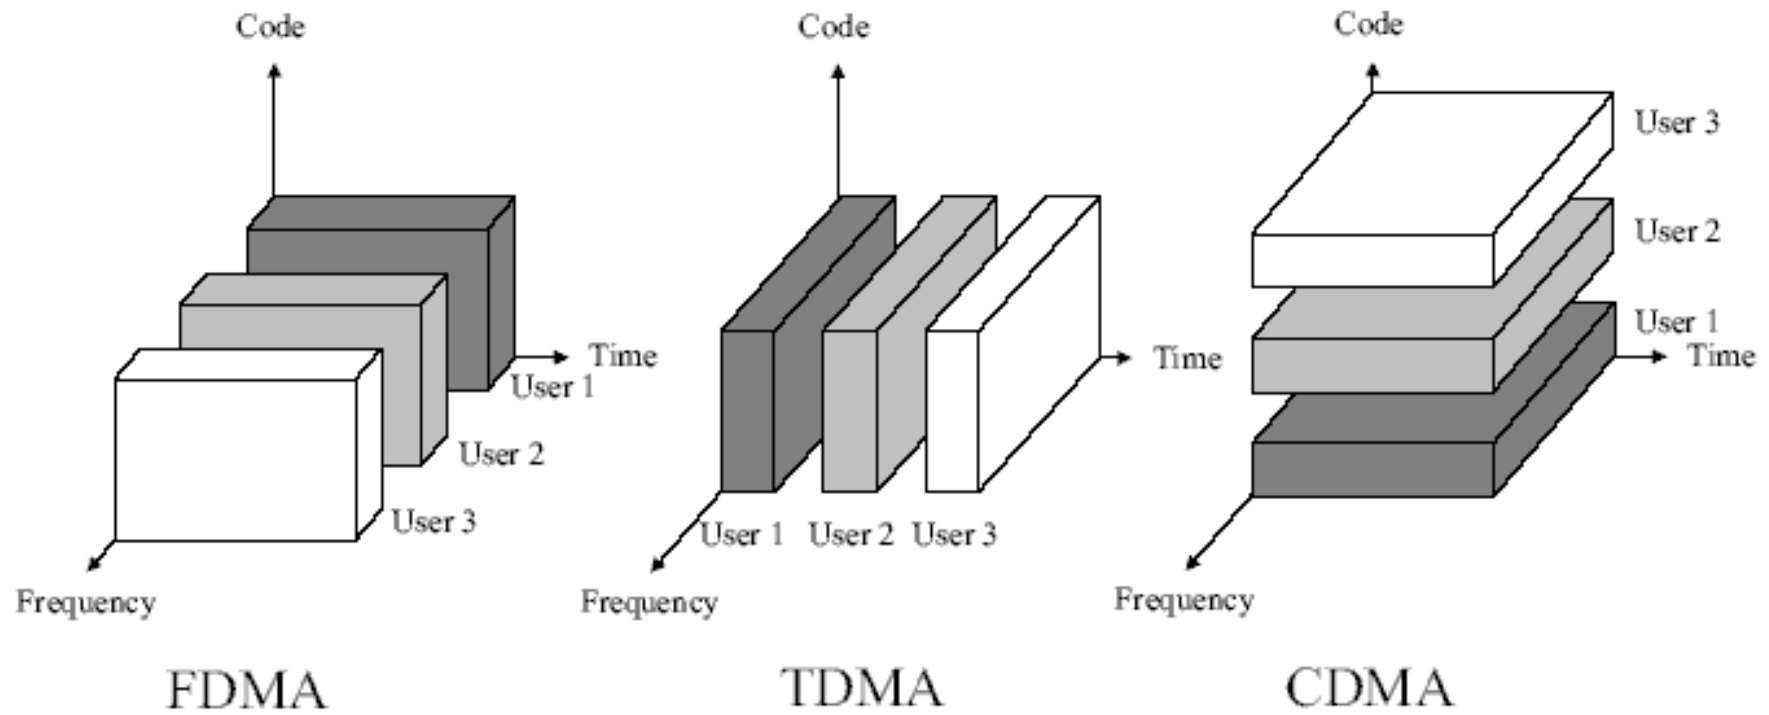 Code
Time
User 1
User 2
User 3
Frequency
FDMA
Code
Time
User 1 User 2 User 3
Frequency
TDMA
Code
User 3
User 2
User 1
Time
Frequency
CDMA